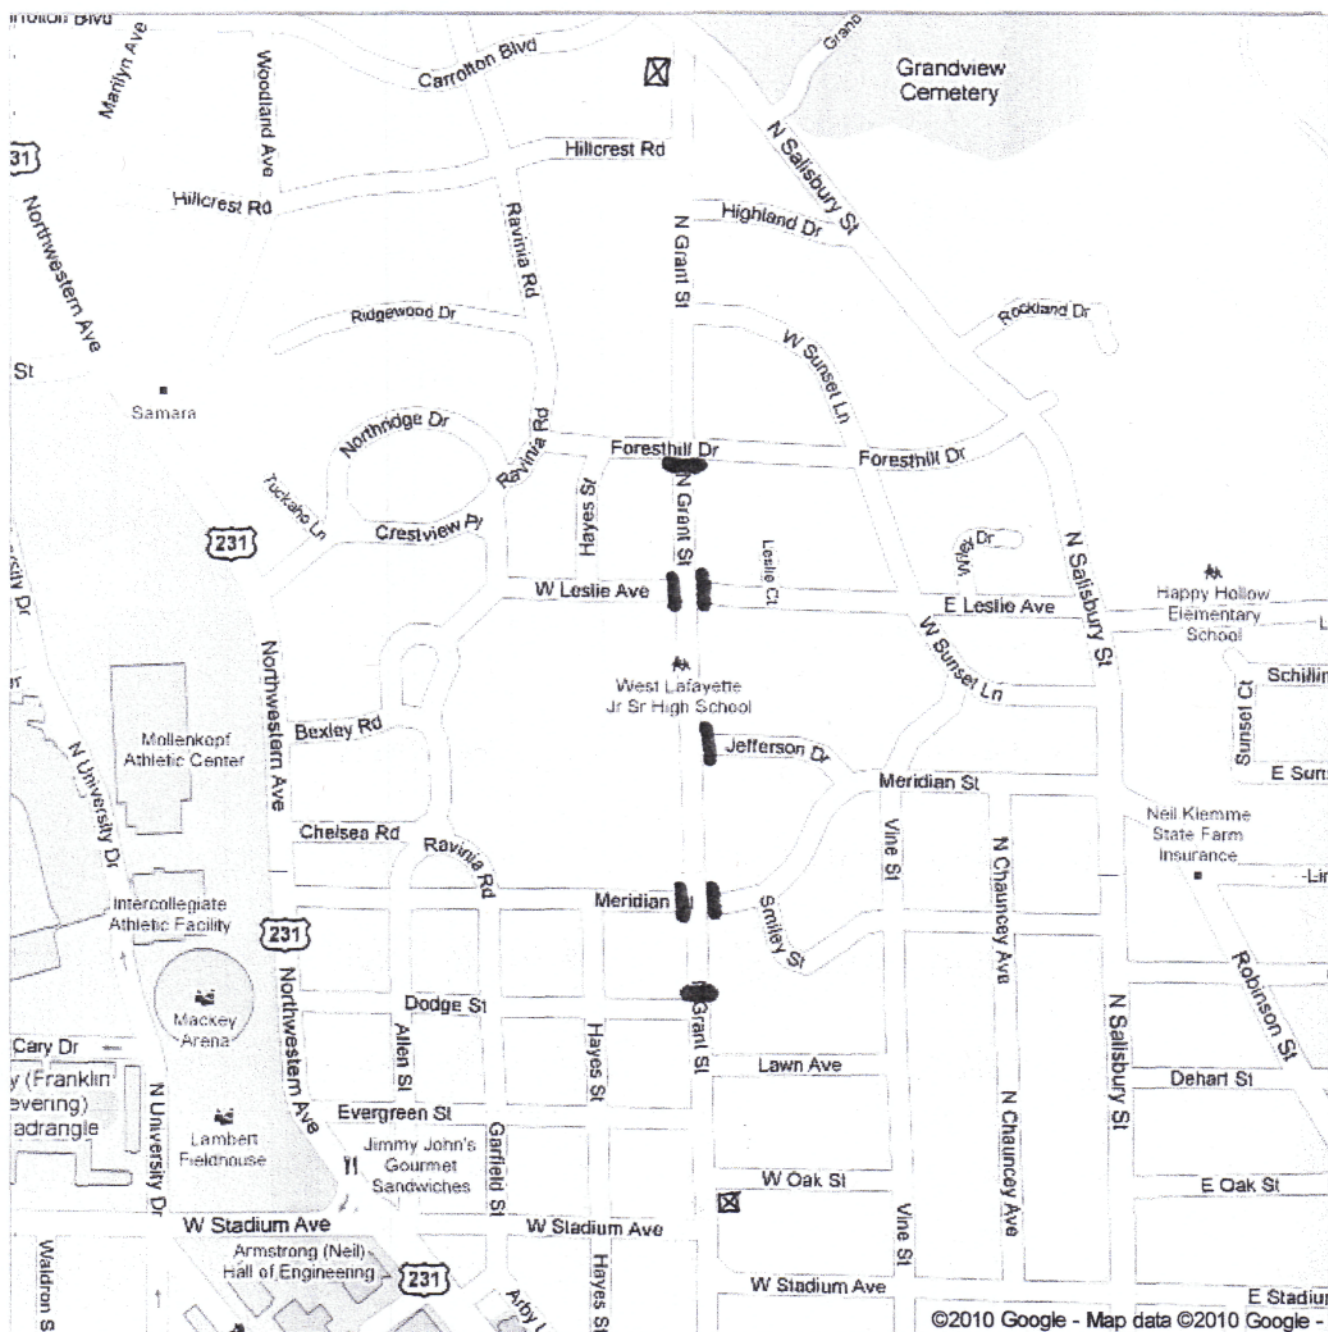 Marilyn Ave
Woodland Ave
Carrolton Blvd
Grandview
Cemetery
31
Hillcrest Rd
N Salisbury St
Hillcrest Rd
Northwestern Ave
Ravinia Rd
N Grant St
Highland Dr
Ridgewood Dr
W Sunset Ln
Rockland Dr
St
Samara
Northridge Dr
Ravinia Rd
Foresthill Dr
Foresthill Dr
Tuckaho Ln
Crestview Pl
Hayes St
N Grant St
231
Leslie Ct
Wiley Dr
N Salisbury St
W Leslie Ave
E Leslie Ave
Happy Hollow
Elementary
School
W Sunset Ln
West Lafayette
Jr Sr High School
Schillin
Sunset Ct
Bexley Rd
Northwestern Ave
Mollenkopf
Athletic Center
N University Dr
Jefferson Dr
Meridian St
E Suns
Chelsea Rd
Ravinia Rd
Vine St
N Chauncey Ave
Neil Klemme
State Farm
Insurance
Intercollegiate
Athletic Facility
Meridian
Smiley St
231
Robinson St
Mackey
Arena
Northwestern Ave
Dodge St
Allen St
Hayes St
Grant St
Lawn Ave
N Salisbury St
Dehart St
Cary Dr
y (Franklin
evering)
adrangle
N University Dr
Lambert
Fieldhouse
Evergreen St
Jimmy John's
Gourmet
Sandwiches
Garfield St
N Chauncey Ave
W Oak St
E Oak St
W Stadium Ave
W Stadium Ave
Vine St
Waldron S
Armstrong (Neil)
Hall of Engineering
231
Hayes St
W Stadium Ave
E Stadiu
©2010 Google - Map data ©2010 Google -